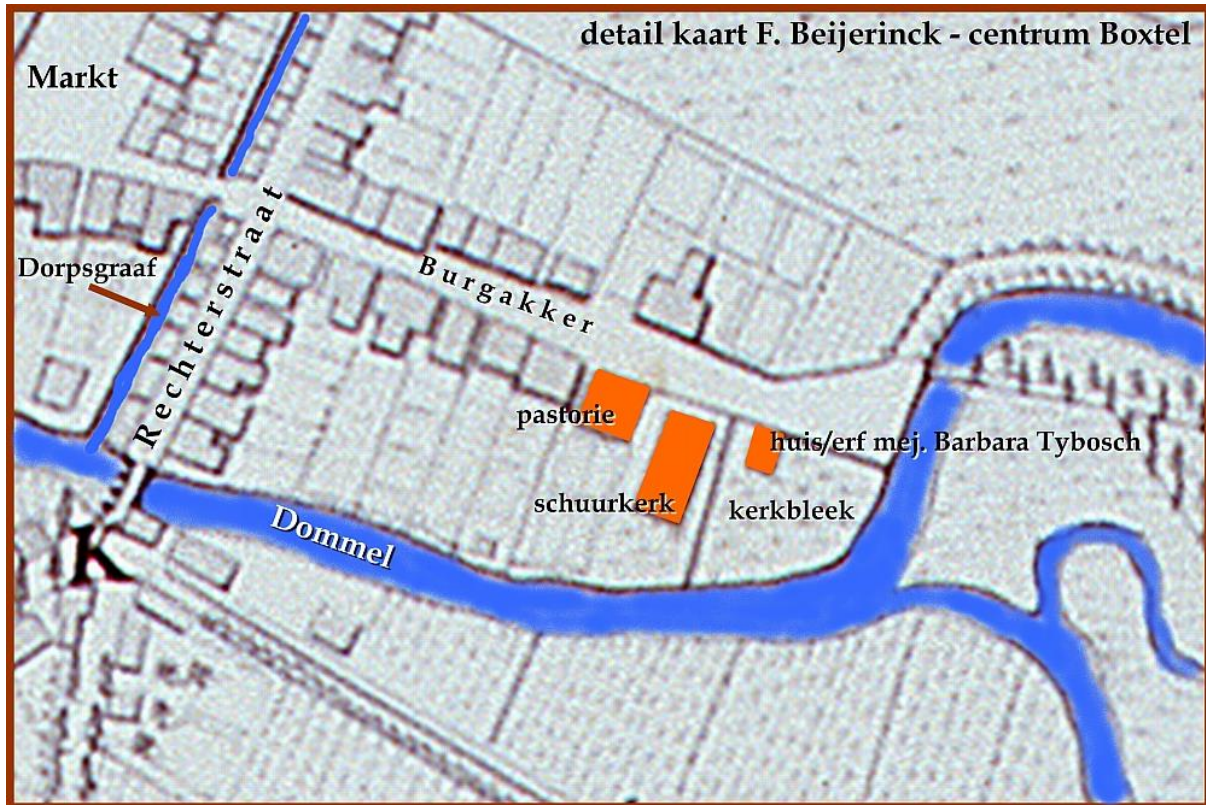 detail kaart F. Beijerinck - centrum Boxtel
Markt
Dorpsgraaf
Rechterstraat
Burgakker
pastorie
huis/erf mej. Barbara Tybosch
schuurkerk
kerkbleek
Dommel
K